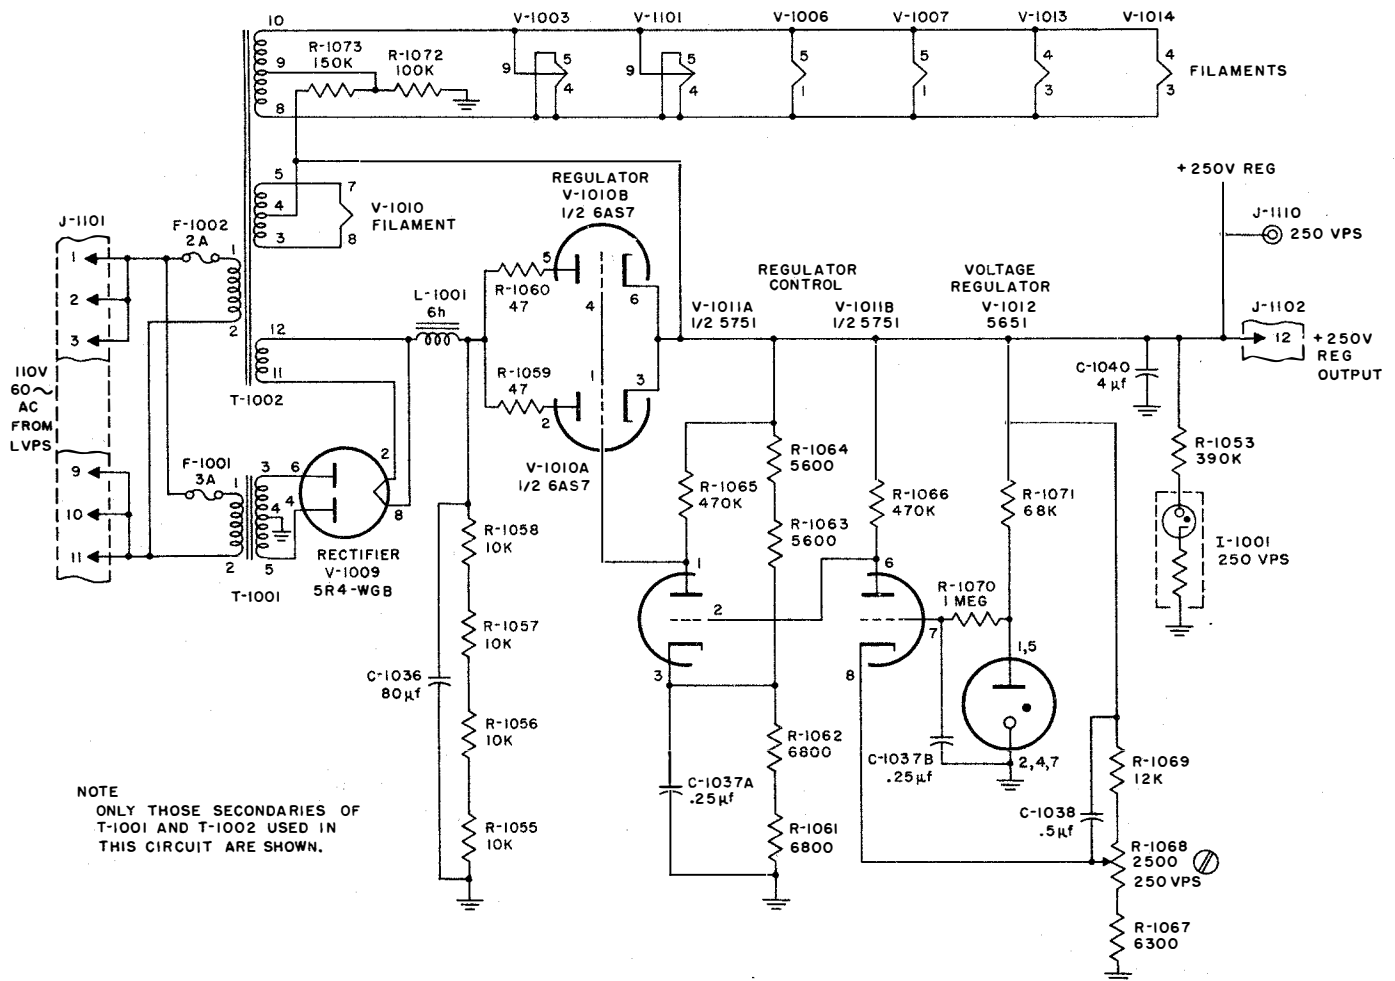 10
V-1003
V-1101
V-1006
V-1007
V-1013
V-1014
R-1073
150K
R-1072
100K
9
8
9
5
4
9
5
4
5
1
5
1
4
3
4
3
FILAMENTS
5
4
3
7
8
V-1010
FILAMENT
REGULATOR
V-1010B
1/2 6AS7
+250V REG
J-1110
250 VPS
J-1101
1
2
3
F-1002
2A
1
2
110V
60~
AC
FROM
LVPS
9
10
11
12
11
T-1002
L-1001
6h
5
R-1060
47
4
6
R-1059
47
2
1
3
V-1010A
1/2 6AS7
REGULATOR
CONTROL
V-1011A
1/2 5751
V-1011B
1/2 5751
VOLTAGE
REGULATOR
V-1012
5651
J-1102
12
+250V
REG
OUTPUT
C-1040
4µf
R-1053
390K
I-1001
250 VPS
F-1001
3A
1
2
3
4
5
T-1001
6
4
2
8
RECTIFIER
V-1009
5R4-WGB
R-1058
10K
R-1057
10K
R-1056
10K
R-1055
10K
C-1036
80µf
R-1065
470K
R-1064
5600
R-1063
5600
R-1066
470K
R-1071
68K
1
2
3
6
7
8
R-1070
1 MEG
1,5
2,4,7
R-1062
6800
R-1061
6800
C-1037A
.25µf
C-1037B
.25µf
R-1069
12K
C-1038
.5µf
R-1068
2500
250 VPS
R-1067
6300
NOTE
ONLY THOSE SECONDARIES OF
T-1001 AND T-1002 USED IN
THIS CIRCUIT ARE SHOWN.